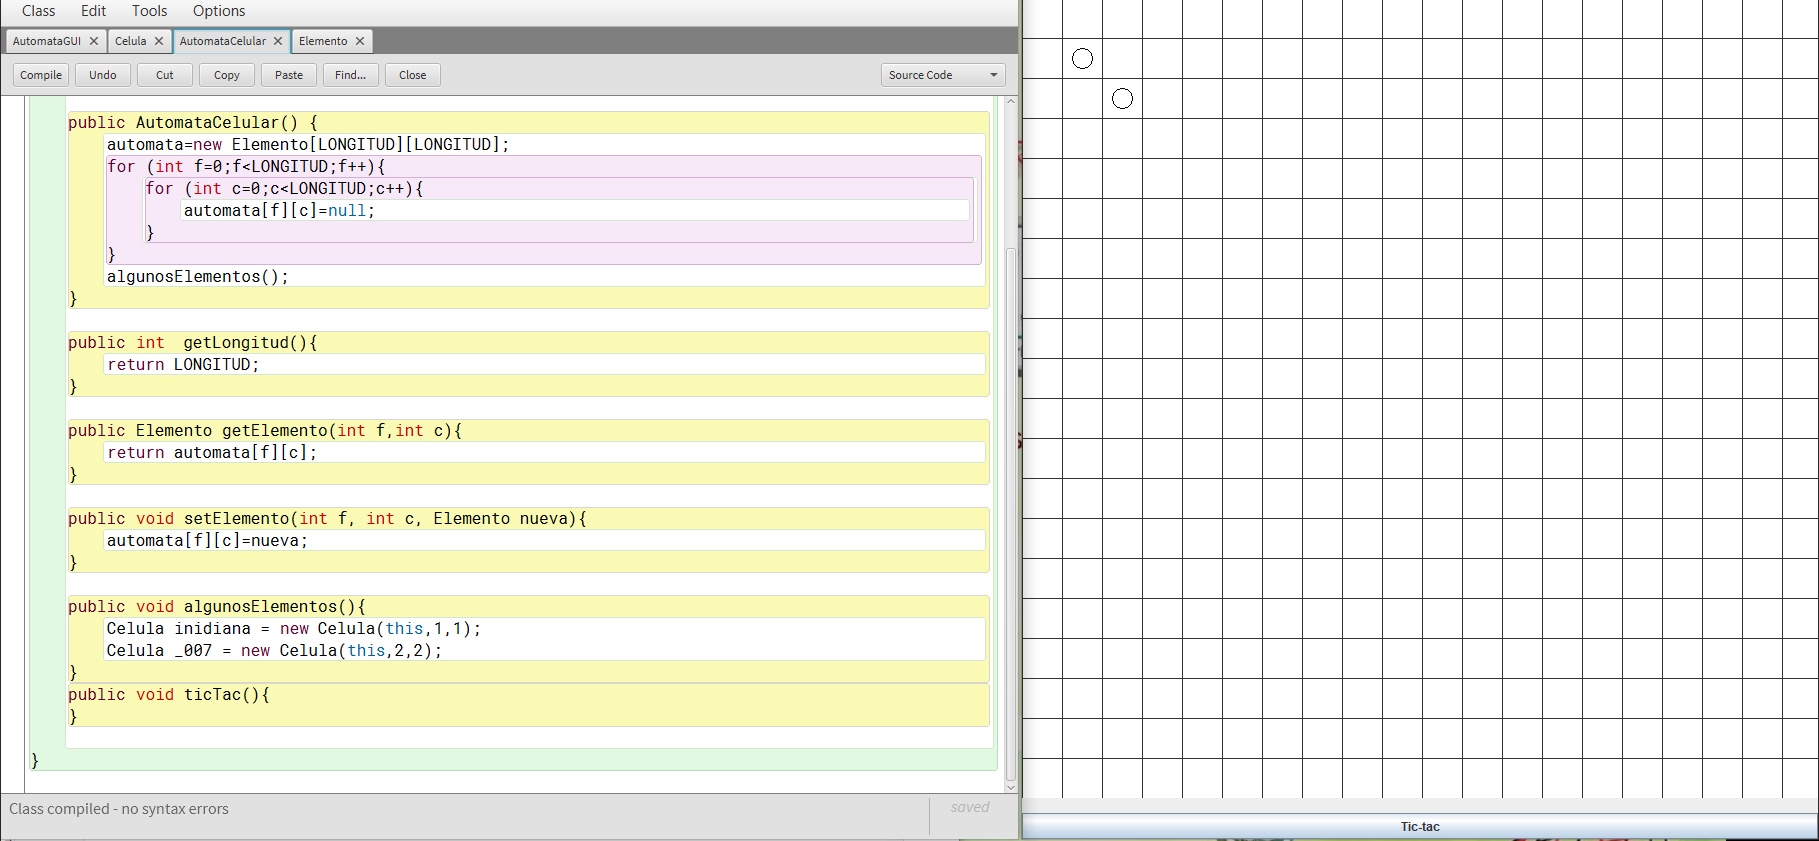 Class Edit Tools Options
AutomataGUI Celula AutomataCelular Elemento
Compile Undo Cut Copy Paste Find... Close Source Code
public AutomataCelular() {
automata=new Elemento[LONGITUD][LONGITUD];
for (int f=0;f<LONGITUD;f++){
for (int c=0;c<LONGITUD;c++){
automata[f][c]=null;
}
}
algunosElementos();
}
public int  getLongitud(){
return LONGITUD;
}
public Elemento getElemento(int f,int c){
return automata[f][c];
}
public void setElemento(int f, int c, Elemento nueva){
automata[f][c]=nueva;
}
public void algunosElementos(){
Celula inidiana = new Celula(this,1,1);
Celula _007 = new Celula(this,2,2);
}
public void ticTac(){
}
}
Class compiled - no syntax errors
saved
Tic-tac